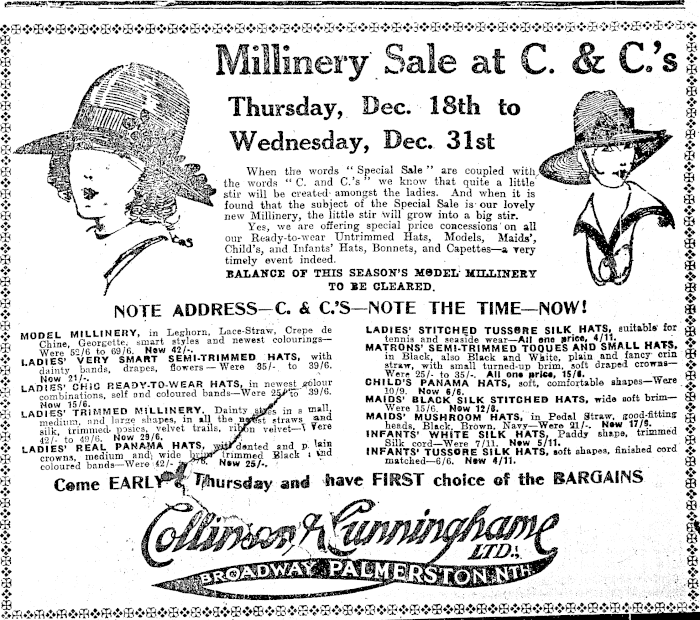 Millinery Sale at C. & C.'s
Thursday, Dec. 18th to
Wednesday, Dec. 31st
When the words "Special Sale" are coupled with
the words "C. and C.'s" we know that quite a little
stir will be created amongst the ladies. And when it is
found that the subject of the Special Sale is our lovely
new Millinery, the little stir will grow into a big stir.
Yes, we are offering special price concessions on all
our Ready-to-wear Untrimmed Hats, Models, Maids',
Child's, and Infants' Hats, Bonnets, and Capettes—a very
timely event indeed.
BALANCE OF THIS SEASON'S MODEL MILLINERY
TO BE CLEARED.
NOTE ADDRESS—C. & C.'S—NOTE THE TIME—NOW!
MODEL MILLINERY, in Leghorn, Lace-Straw, Crepe de
Chine, Georgette, smart styles and newest colourings—
Were 52/6 to 69/6. Now 42/-.
LADIES' VERY SMART SEMI-TRIMMED HATS, with
dainty bands, drapes, flowers — Were 35/- to 39/6.
Now 21/-.
LADIES' CHIC READY-TO-WEAR HATS, in newest colour
combinations, self and coloured bands—Were to 39/6.
Now 15/6.
LADIES' TRIMMED MILLINERY. Dainty in small,
medium, and large shapes, in all the newest straws and
silk, trimmed posies, velvet trails, ribbon velvet—Were
42/- to 49/6. Now 29/6.
LADIES' REAL PANAMA HATS, with dented and plain
crowns, medium and wide brim trimmed Black and
coloured bands—Were 42/- Now 25/-.
LADIES' STITCHED TUSSORE SILK HATS, suitable for
tennis and seaside wear—All one price, 4/11.
MATRONS' SEMI-TRIMMED TOQUES AND SMALL HATS,
in Black, also Black and White, plain and fancy crin
straw, with small turned-up brim, soft draped crowns—
Were 25/- to 35/-. All one price, 15/6.
CHILD'S PANAMA HATS, soft, comfortable shapes—Were
10/9. Now 6/6.
MAIDS' BLACK SILK STITCHED HATS, wide soft brim—
Were 15/6. Now 12/6.
MAIDS' MUSHROOM HATS, in Pedal Straw, good-fitting
heads, Black, Brown, Navy—Were 21/-. Now 17/9.
INFANTS' WHITE SILK HATS, Paddy shape, trimmed
Silk cord—Were 7/11. Now 5/11.
INFANTS' TUSSORE SILK HATS, soft shapes, finished cord
matched—6/6. Now 4/11.
Come EARLY Thursday and have FIRST choice of the BARGAINS
Collinson & Cunninghame
LTD.
BROADWAY PALMERSTON NTH.